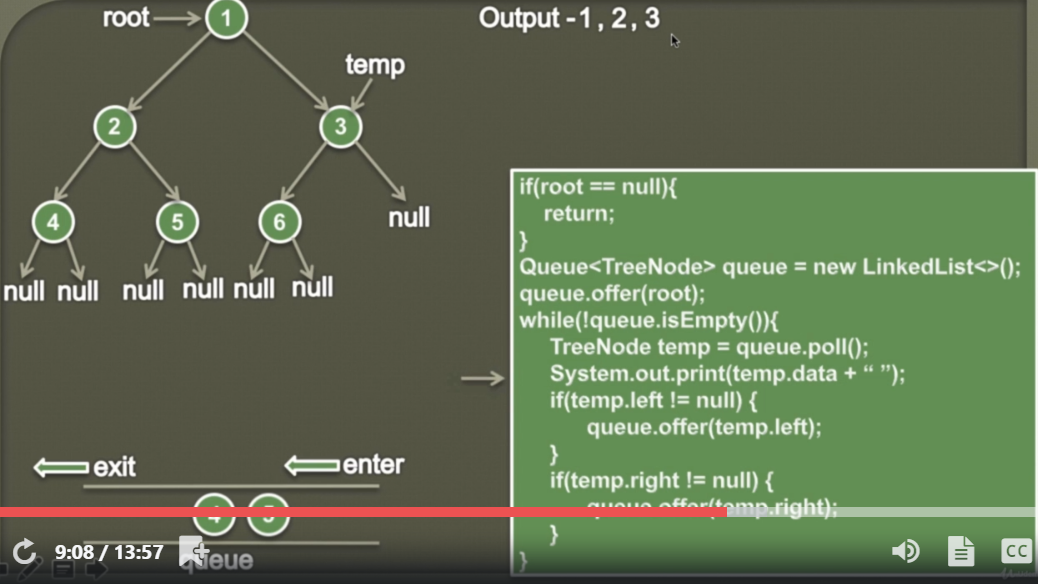 root
1
Output - 1 , 2 , 3
temp
2
3
4
5
6
null
null null null null null null
if(root == null){
return;
}
Queue<TreeNode> queue = new LinkedList<>();
queue.offer(root);
while(!queue.isEmpty()){
TreeNode temp = queue.poll();
System.out.print(temp.data + “ ”);
if(temp.left != null) {
queue.offer(temp.left);
}
if(temp.right != null) {
queue.offer(temp.right);
}
}
exit
enter
4 5
queue
9:08 / 13:57
CC